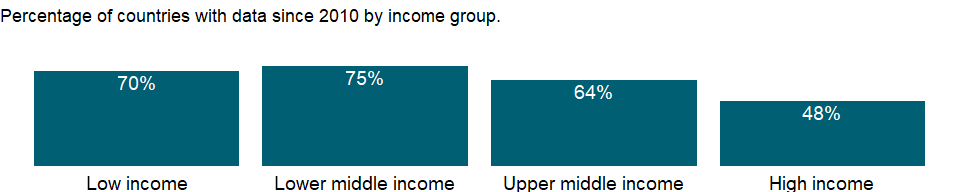 Percentage of countries with data since 2010 by income group.
70%
75%
64%
48%
Low income
Lower middle income
Upper middle income
High income